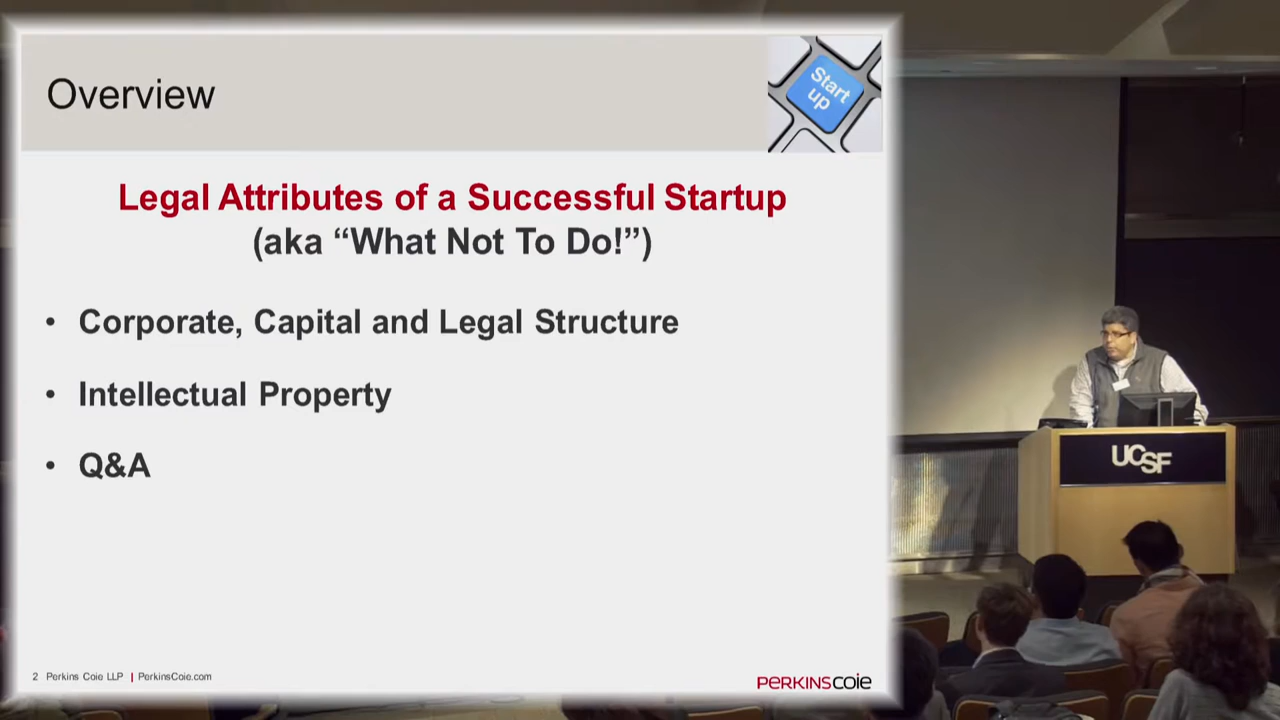 Overview
Start
up
Legal Attributes of a Successful Startup
(aka “What Not To Do!”)
• Corporate, Capital and Legal Structure
• Intellectual Property
• Q&A
2 Perkins Coie LLP | PerkinsCoie.com
PERKINSCOIE
UCSF